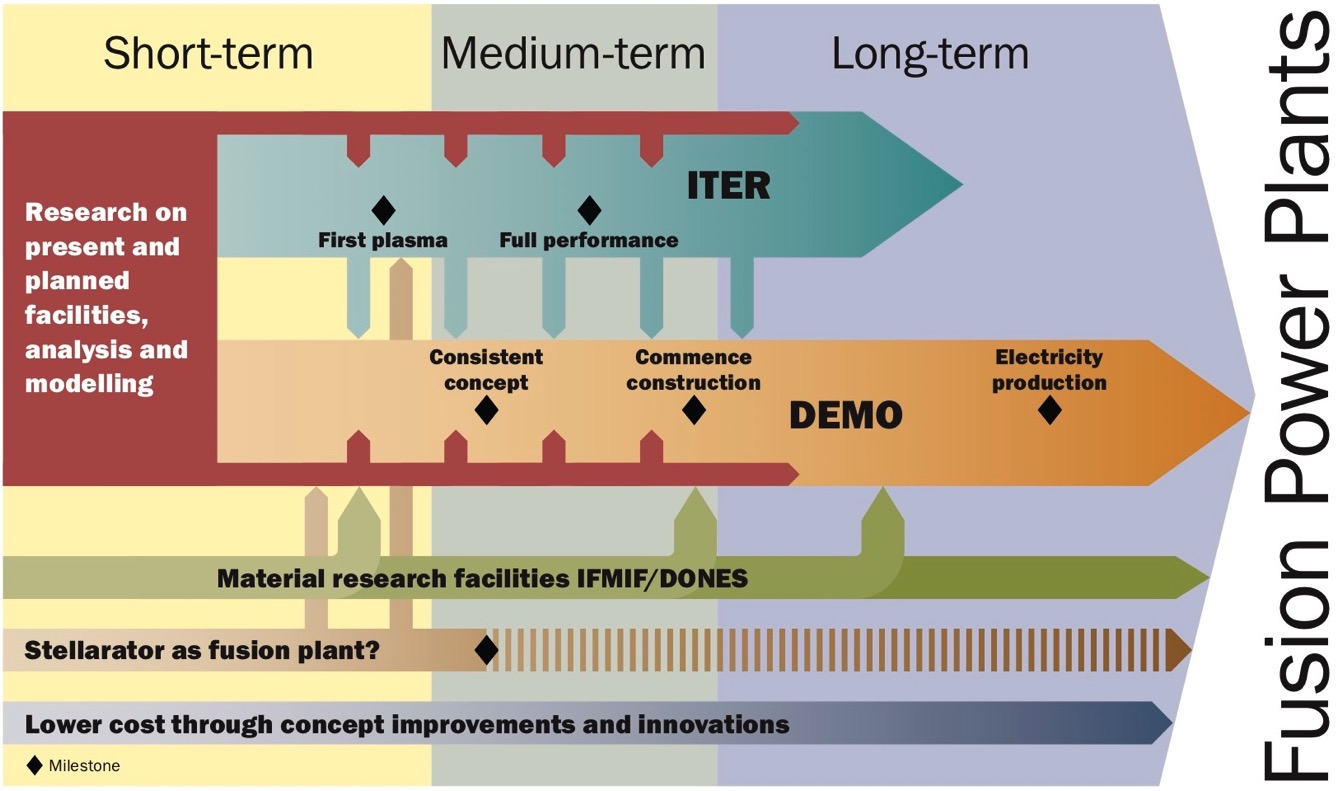 Short-term
Medium-term
Long-term
Research on
present and
planned
facilities,
analysis and
modelling
ITER
First plasma
Full performance
Consistent
concept
Commence
construction
Electricity
production
DEMO
Material research facilities IFMIF/DONES
Stellarator as fusion plant?
Lower cost through concept improvements and innovations
Milestone
Fusion Power Plants